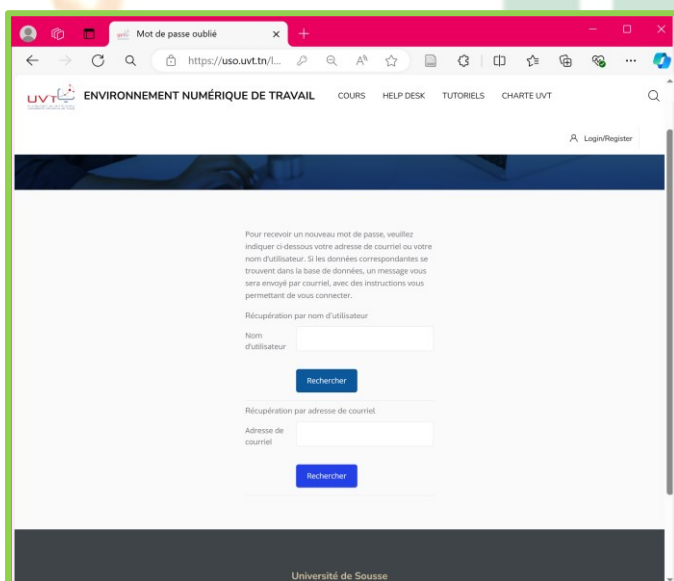 Mot de passe oublié
https://uso.uvt.tn/l...
UVT
ENVIRONNEMENT NUMÉRIQUE DE TRAVAIL
COURS
HELP DESK
TUTORIELS
CHARTE UVT
Login/Register
Pour recevoir un nouveau mot de passe, veuillez
indiquer ci-dessous votre adresse de courriel ou votre
nom d'utilisateur. Si les données correspondantes se
trouvent dans la base de données, un message vous
sera envoyé par courriel, avec des instructions vous
permettant de vous connecter.
Récupération par nom d'utilisateur
Nom
d'utilisateur
Rechercher
Récupération par adresse de courriel
Adresse de
courriel
Rechercher
Université de Sousse